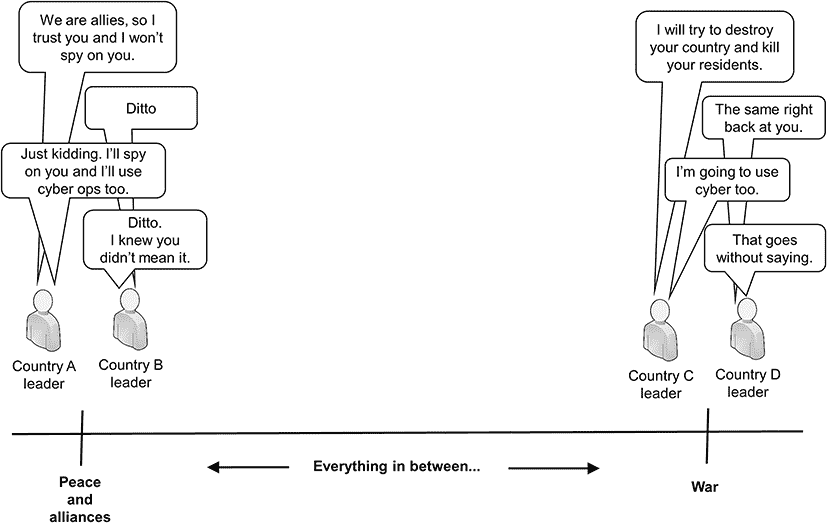 We are allies, so I
trust you and I won't
spy on you.
Ditto
Just kidding. I'll spy
on you and I'll use
cyber ops too.
Ditto.
I knew you
didn't mean it.
Country A
leader
Country B
leader
I will try to destroy
your country and kill
your residents.
The same right
back at you.
I'm going to use
cyber too.
That goes
without saying.
Country C
leader
Country D
leader
Peace
and
alliances
Everything in between...
War